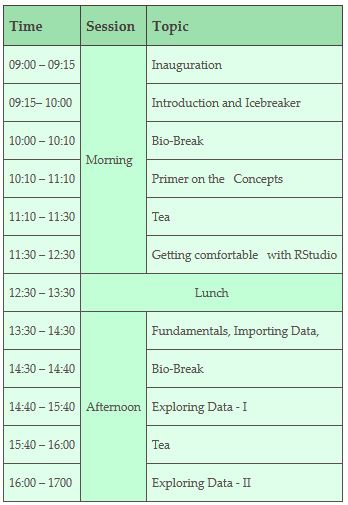 Time Session Topic
09:00 – 09:15 Inauguration
09:15– 10:00 Introduction and Icebreaker
10:00 – 10:10 Bio-Break
Morning
10:10 – 11:10 Primer on the Concepts
11:10 – 11:30 Tea
11:30 – 12:30 Getting comfortable with RStudio
12:30 – 13:30 Lunch
13:30 – 14:30 Fundamentals, Importing Data,
14:30 – 14:40 Bio-Break
14:40 – 15:40 Afternoon Exploring Data - I
15:40 – 16:00 Tea
16:00 – 1700 Exploring Data - II